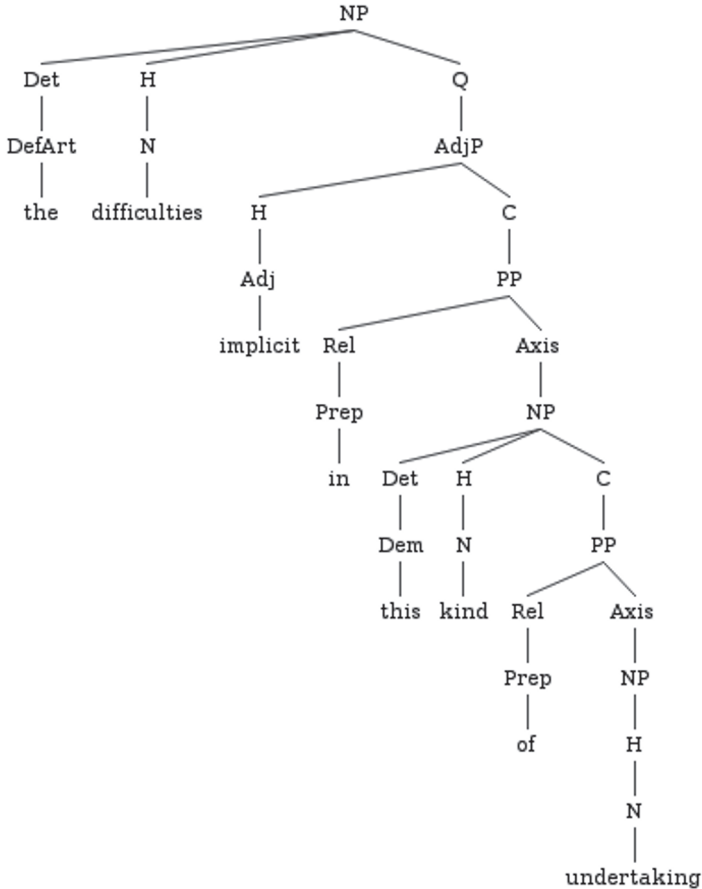 NP
Det H Q
DefArt N AdjP
the difficulties H C
Adj PP
implicit Rel Axis
Prep NP
in Det H C
Dem N PP
this kind Rel Axis
Prep NP
of H
N
undertaking